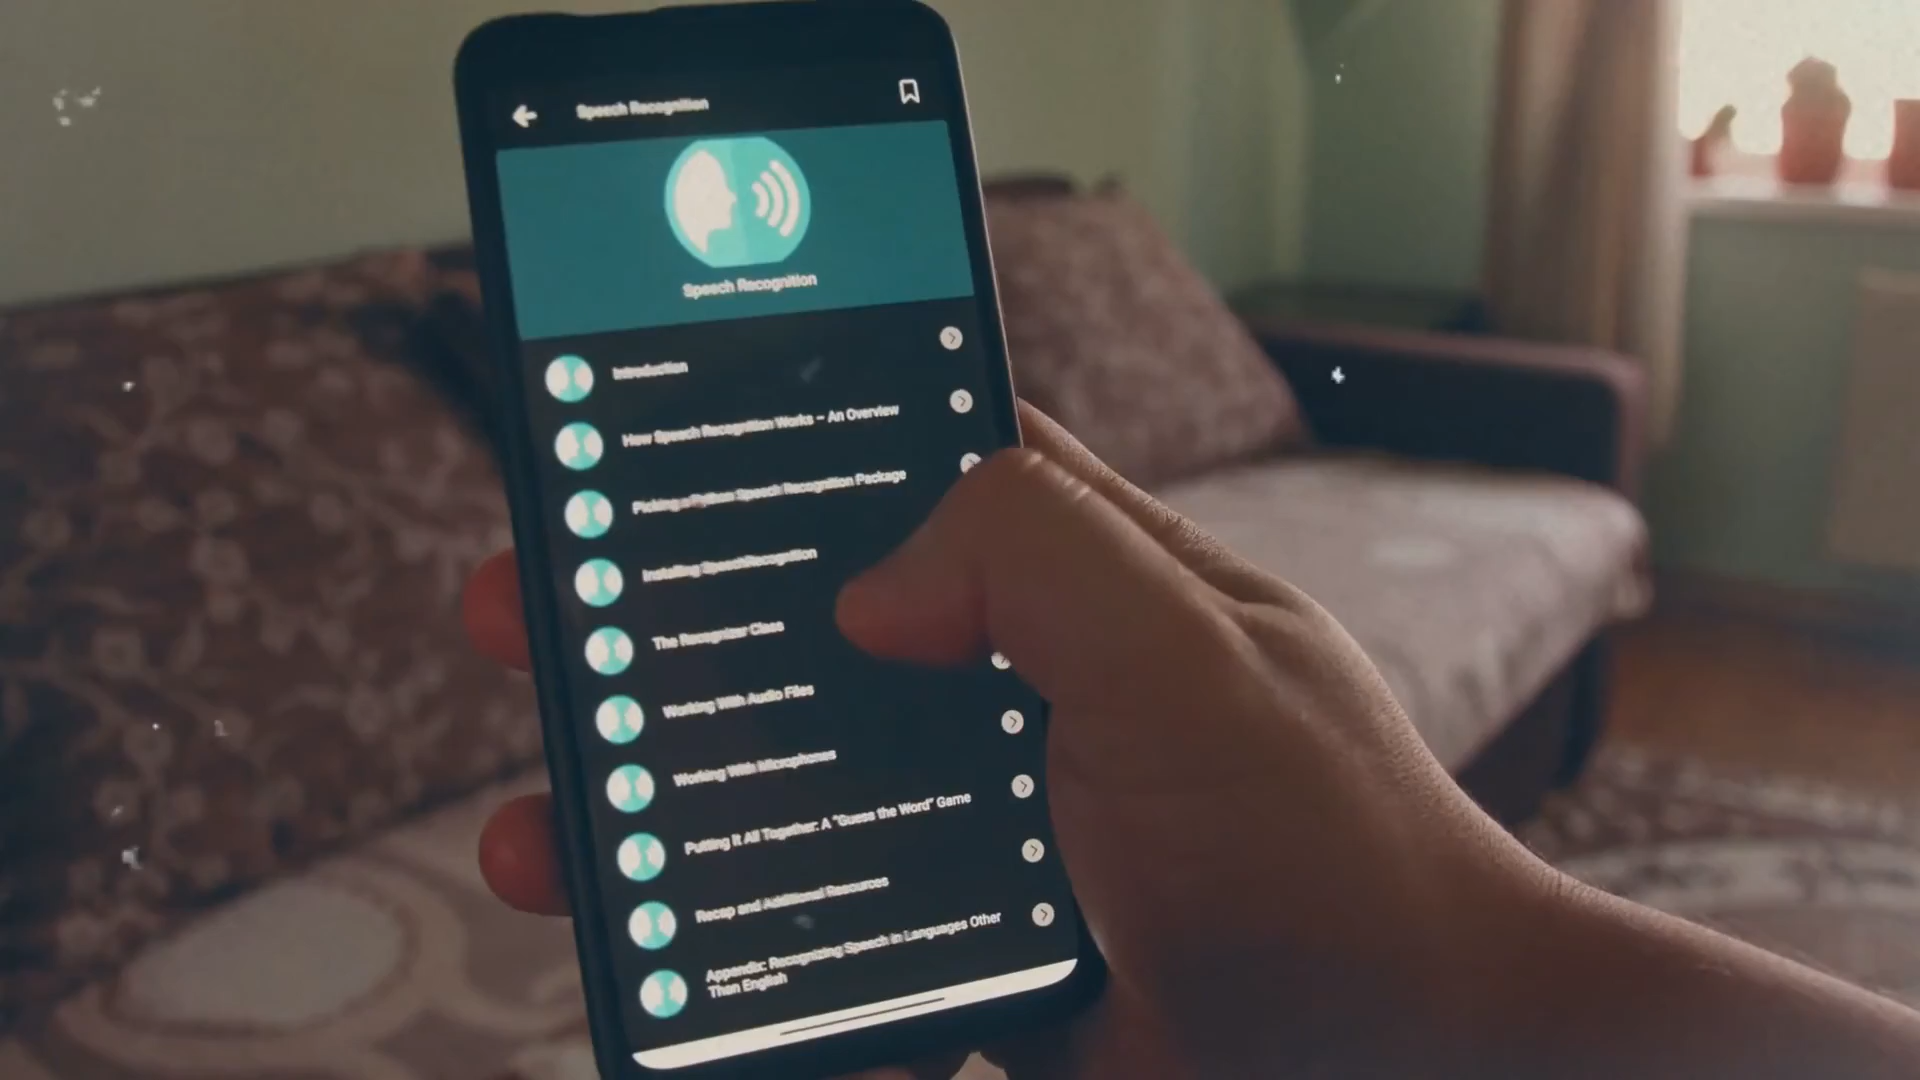 Speech Recognition
Speech Recognition
Introduction
How Speech Recognition Works – An Overview
Picking a Python Speech Recognition Package
Installing SpeechRecognition
The Recognizer Class
Working With Audio Files
Working With Microphones
Putting It All Together: A "Guess the Word" Game
Recap and Additional Resources
Appendix: Recognizing Speech in Languages Other
Than English